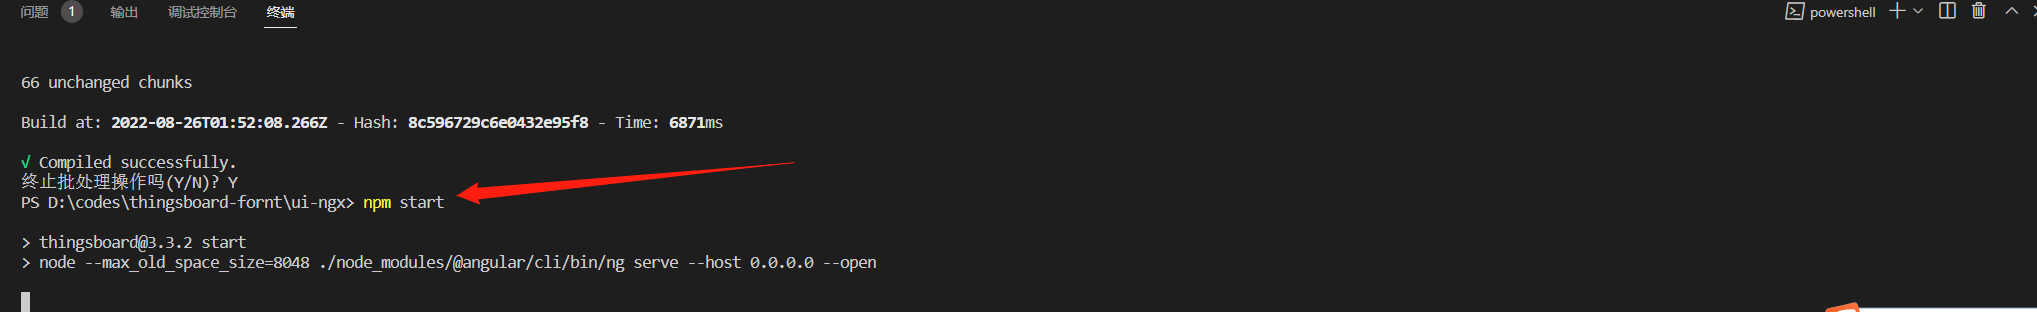 问题 1 输出 调试控制台 终端 powershell
66 unchanged chunks
Build at: 2022-08-26T01:52:08.266Z - Hash: 8c596729c6e0432e95f8 - Time: 6871ms
√ Compiled successfully.
终止批处理操作吗(Y/N)? Y
PS D:\codes\thingsboard-fornt\ui-ngx> npm start
> thingsboard@3.3.2 start
> node --max_old_space_size=8048 ./node_modules/@angular/cli/bin/ng serve --host 0.0.0.0 --open